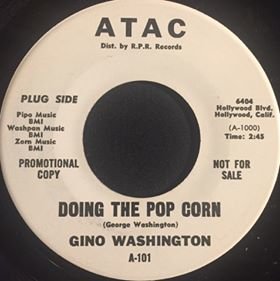 ATAC
Dist. by R.P.R. Records
PLUG SIDE
Pipo Music
BMI
Washpan Music
BMI
Zorn Music
BMI
6404
Hollywood Blvd.
Hollywood, Calif.
(A-1000)
Time: 2:45
PROMOTIONAL
COPY
NOT FOR
SALE
DOING THE POP CORN
(George Washington)
GINO WASHINGTON
A-101